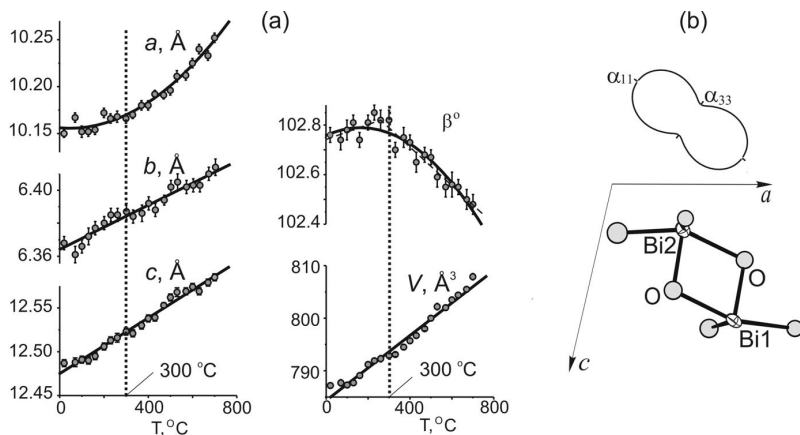 (a)
(b)
a, Å
10.25
10.20
10.15
b, Å
6.40
6.36
c, Å
12.55
12.50
12.45
300 °C
0 400 800
T, °C
β°
102.8
102.6
102.4
V, Å³
810
800
790
300 °C
0 400 800
T, °C
α₁₁
α₃₃
a
Bi2
O
O
Bi1
c